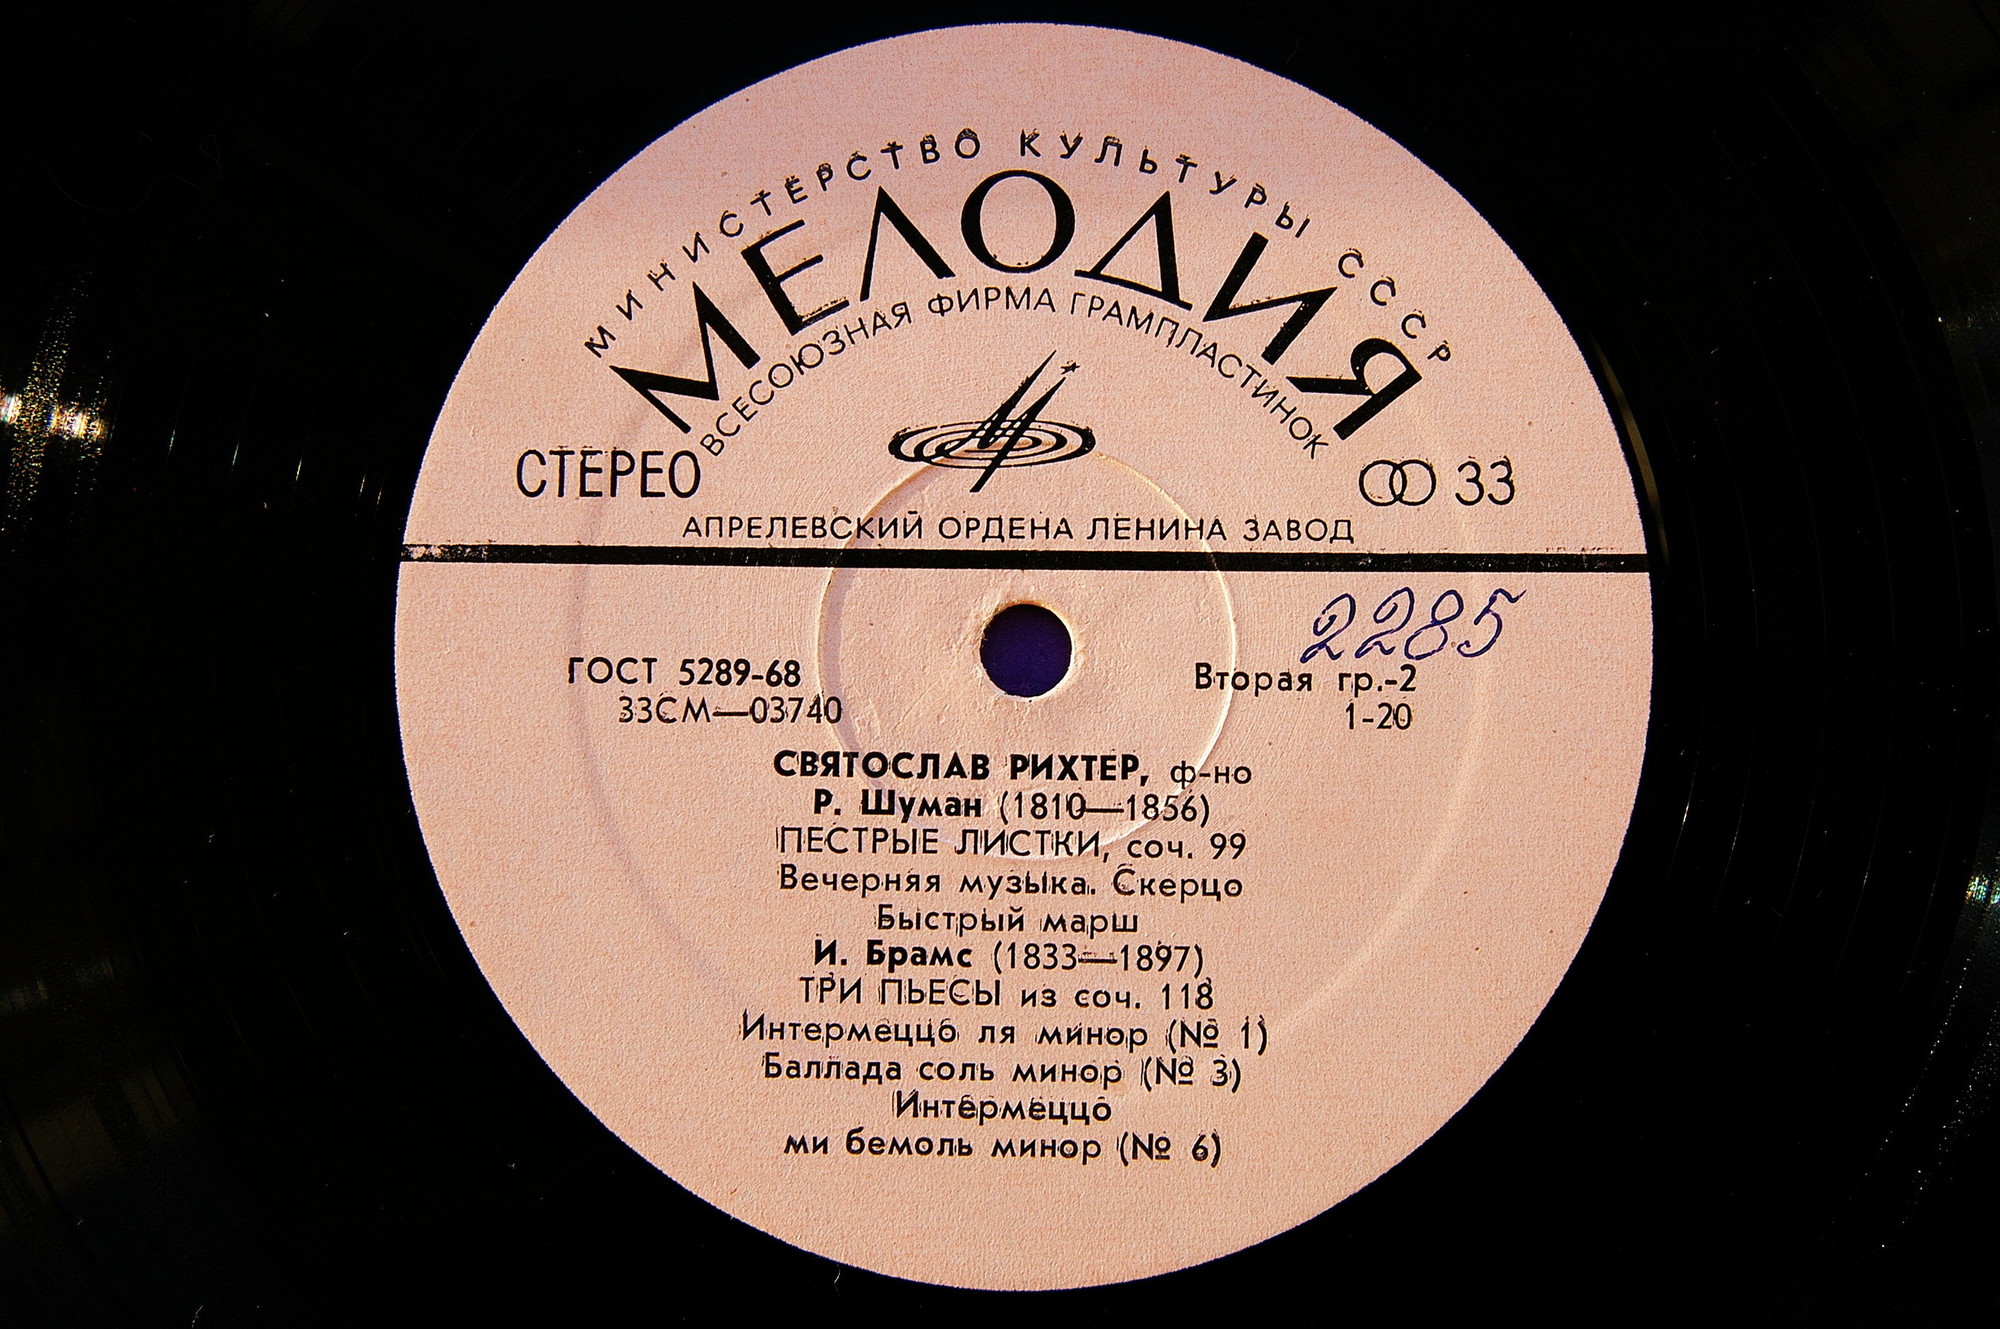 МИНИСТЕРСТВО КУЛЬТУРЫ СССР
МЕЛОДИЯ
ВСЕСОЮЗНАЯ ФИРМА ГРАМПЛАСТИНОК
СТЕРЕО
33
АПРЕЛЕВСКИЙ ОРДЕНА ЛЕНИНА ЗАВОД
2285
ГОСТ 5289-68
Вторая гр.-2
33СМ—03740
1-20
СВЯТОСЛАВ РИХТЕР, ф-но
Р. Шуман (1810—1856)
ПЕСТРЫЕ ЛИСТКИ, соч. 99
Вечерняя музыка. Скерцо
Быстрый марш
И. Брамс (1833—1897)
ТРИ ПЬЕСЫ из соч. 118
Интермеццо ля минор (№ 1)
Баллада соль минор (№ 3)
Интермеццо
ми бемоль минор (№ 6)